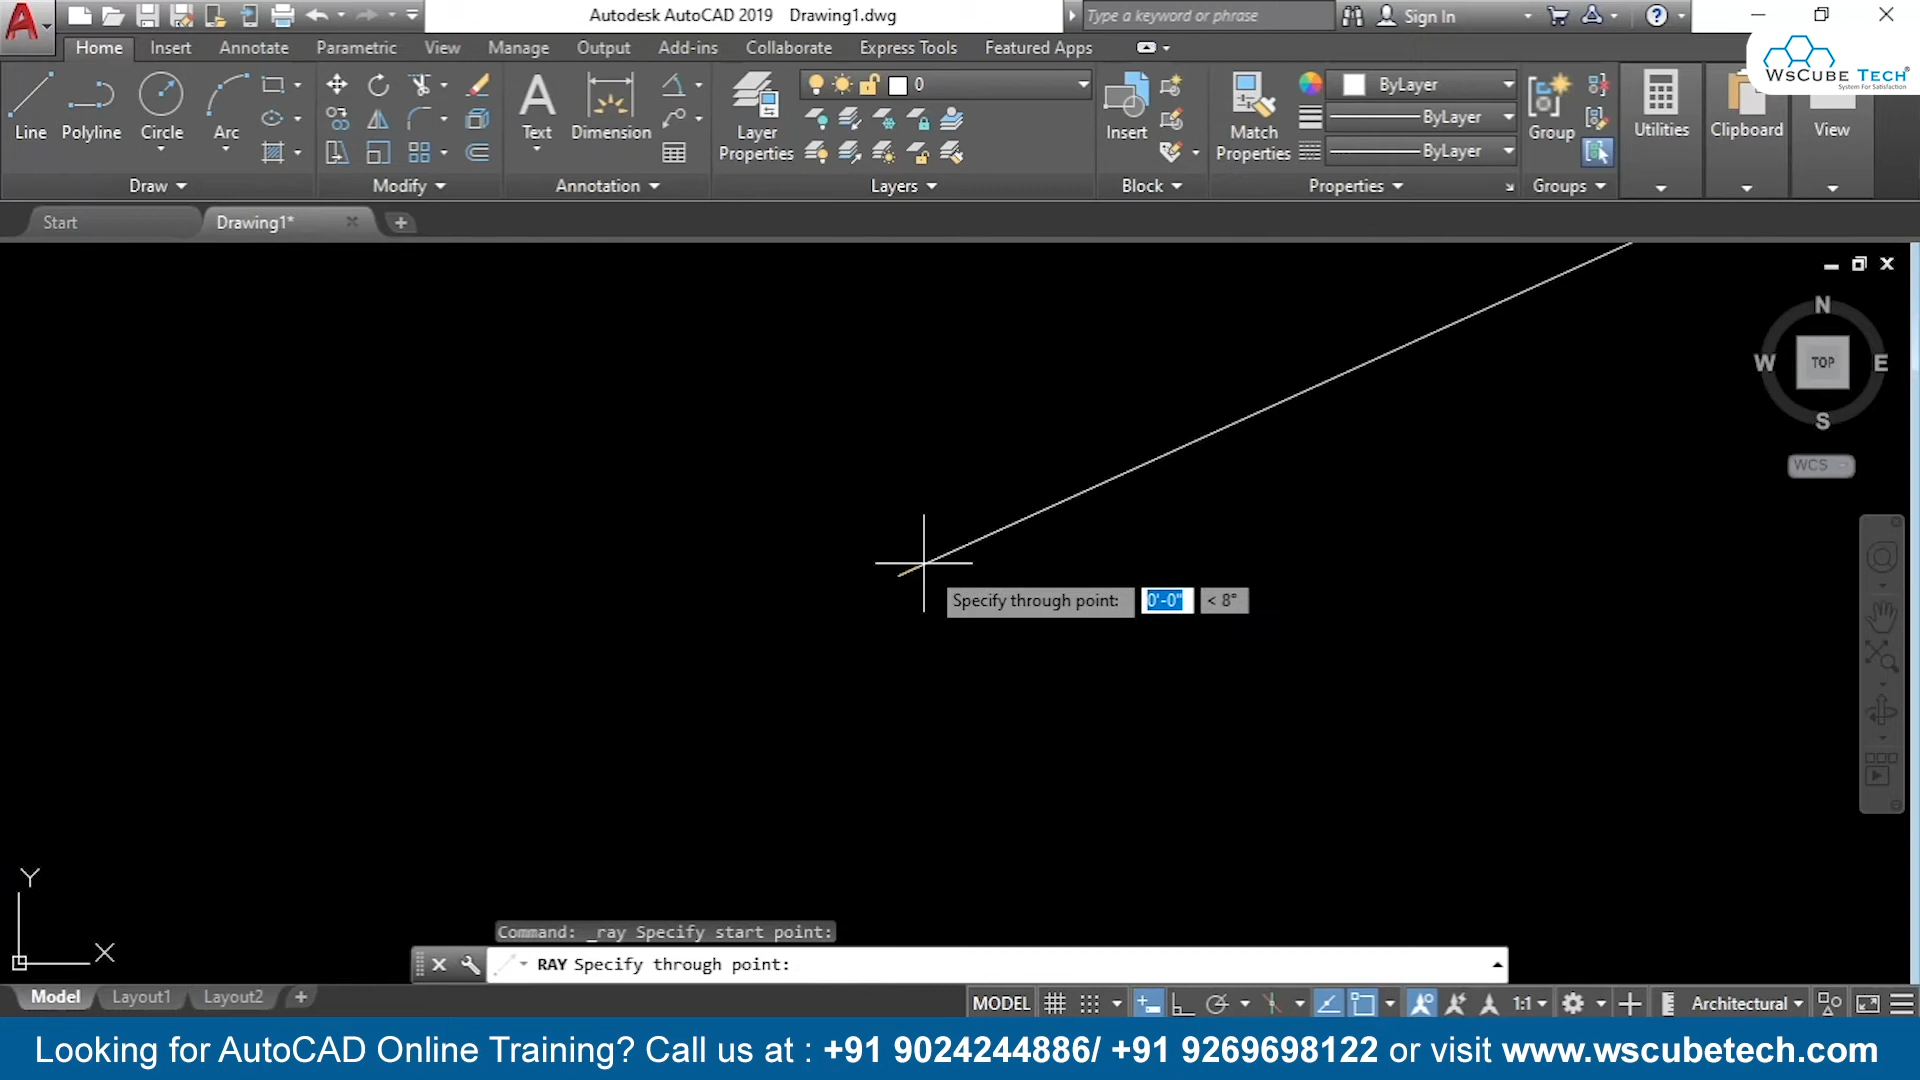 Autodesk AutoCAD 2019 Drawing1.dwg
Type a keyword or phrase
Sign In
Home Insert Annotate Parametric View Manage Output Add-ins Collaborate Express Tools Featured Apps
WsCube Tech®
System For Satisfaction
0
ByLayer
ByLayer
ByLayer
Line Polyline Circle Arc
Text Dimension
Layer Properties
Insert
Match Properties
Group
Utilities
Clipboard
View
Draw Modify Annotation Layers Block Properties Groups
Start Drawing1*
N
W TOP E
S
WCS
Specify through point: 0'-0" < 8°
Y
X
Command: _ray Specify start point:
RAY Specify through point:
Model Layout1 Layout2
MODEL 1:1 Architectural
Looking for AutoCAD Online Training? Call us at : +91 9024244886/ +91 9269698122 or visit www.wscubetech.com